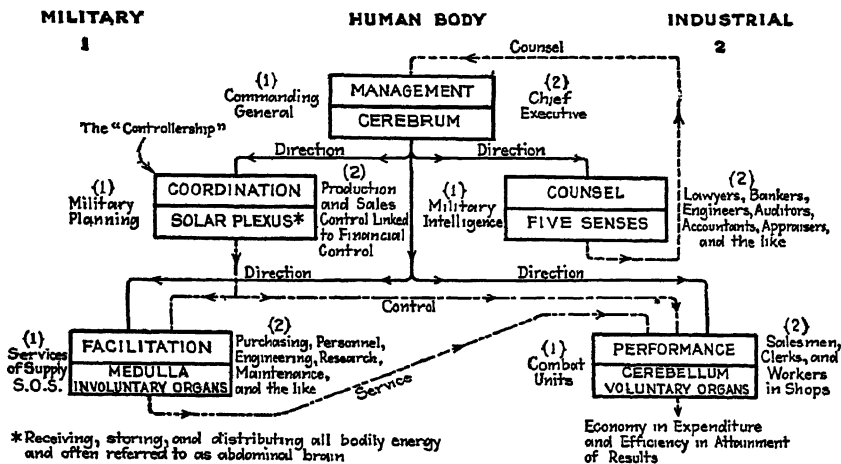 MILITARY
1
HUMAN BODY
INDUSTRIAL
2
Counsel
{1}
Commanding
General
MANAGEMENT
CEREBRUM
{2}
Chief
Executive
The "Controllership"
Direction
Direction
{1}
Military
Planning
COORDINATION
SOLAR PLEXUS*
{2}
Production
and Sales
Control Linked
to Financial
Control
{1}
Military
Intelligence
COUNSEL
FIVE SENSES
{2}
Lawyers, Bankers,
Engineers, Auditors,
Accountants, Appraisers,
and the like
Direction
Direction
Control
{1}
Services
of Supply
S.O.S.
FACILITATION
MEDULLA
INVOLUNTARY ORGANS
{2}
Purchasing, Personnel,
Engineering, Research,
Maintenance,
and the like
Service
{1}
Combat
Units
PERFORMANCE
CEREBELLUM
VOLUNTARY ORGANS
{2}
Salesmen,
Clerks, and
Workers
in Shops
*Receiving, storing, and distributing all bodily energy
and often referred to as abdominal brain
Economy in Expenditure
and Efficiency in Attainment
of Results